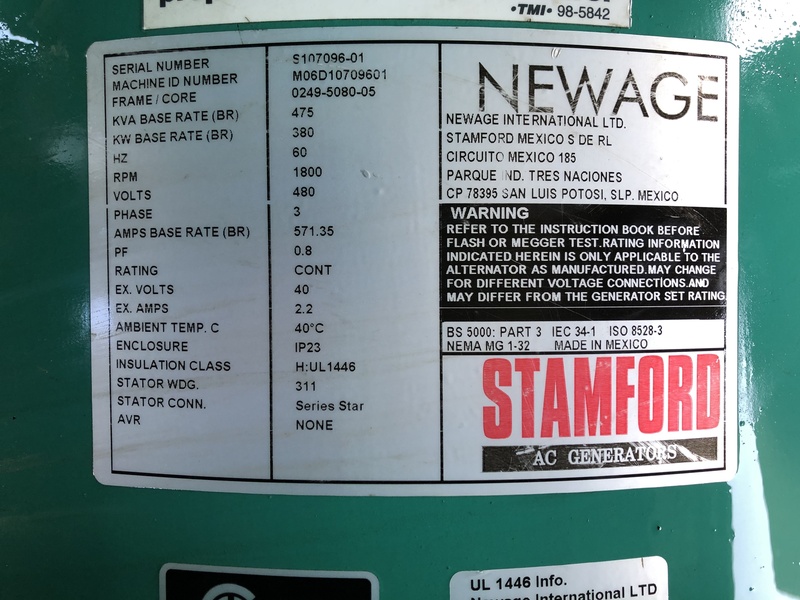 •TMI• 98-5842
SERIAL NUMBER S107096-01
MACHINE ID NUMBER M06D10709601
FRAME / CORE 0249-5080-05
KVA BASE RATE (BR) 475
KW BASE RATE (BR) 380
HZ 60
RPM 1800
VOLTS 480
PHASE 3
AMPS BASE RATE (BR) 571.35
PF 0.8
RATING CONT
EX. VOLTS 40
EX. AMPS 2.2
AMBIENT TEMP. C 40°C
ENCLOSURE IP23
INSULATION CLASS H:UL1446
STATOR WDG. 311
STATOR CONN. Series Star
AVR NONE
NEWAGE
NEWAGE INTERNATIONAL LTD.
STAMFORD MEXICO S DE RL
CIRCUITO MEXICO 185
PARQUE IND. TRES NACIONES
CP 78395 SAN LUIS POTOSI, SLP. MEXICO
WARNING
REFER TO THE INSTRUCTION BOOK BEFORE
FLASH OR MEGGER TEST.RATING INFORMATION
INDICATED HEREIN IS ONLY APPLICABLE TO THE
ALTERNATOR AS MANUFACTURED.MAY CHANGE
FOR DIFFERENT VOLTAGE CONNECTIONS.AND
MAY DIFFER FROM THE GENERATOR SET RATING.
BS 5000: PART 3 IEC 34-1 ISO 8528-3
NEMA MG 1-32 MADE IN MEXICO
STAMFORD
AC GENERATORS
UL 1446 Info.
Newage International LTD